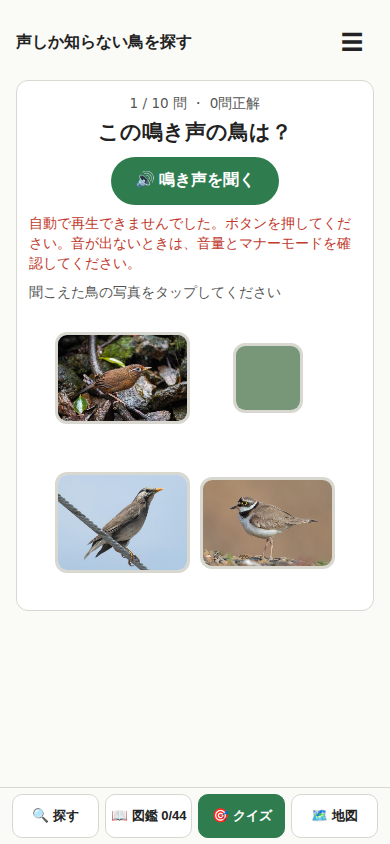 声しか知らない鳥を探す
☰
1 / 10 問 ・ 0問正解
この鳴き声の鳥は？
🔊 鳴き声を聞く
自動で再生できませんでした。ボタンを押してくだ
さい。音が出ないときは、音量とマナーモードを確
認してください。
聞こえた鳥の写真をタップしてください
🔍 探す
📖 図鑑 0/44
🎯 クイズ
🗺️ 地図